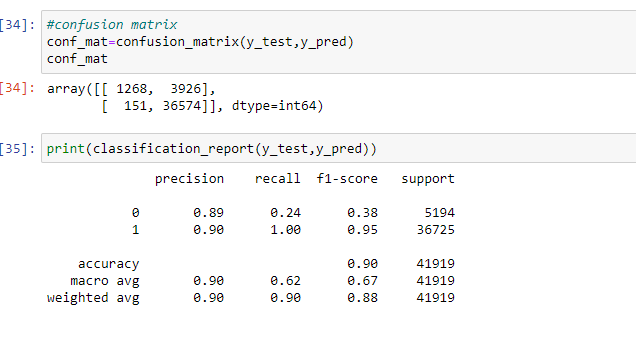 [34]: #confusion matrix
conf_mat=confusion_matrix(y_test,y_pred)
conf_mat
[34]: array([[ 1268,  3926],
       [  151, 36574]], dtype=int64)
[35]: print(classification_report(y_test,y_pred))
              precision    recall  f1-score   support
           0       0.89      0.24      0.38      5194
           1       0.90      1.00      0.95     36725
    accuracy                           0.90     41919
   macro avg       0.90      0.62      0.67     41919
weighted avg       0.90      0.90      0.88     41919